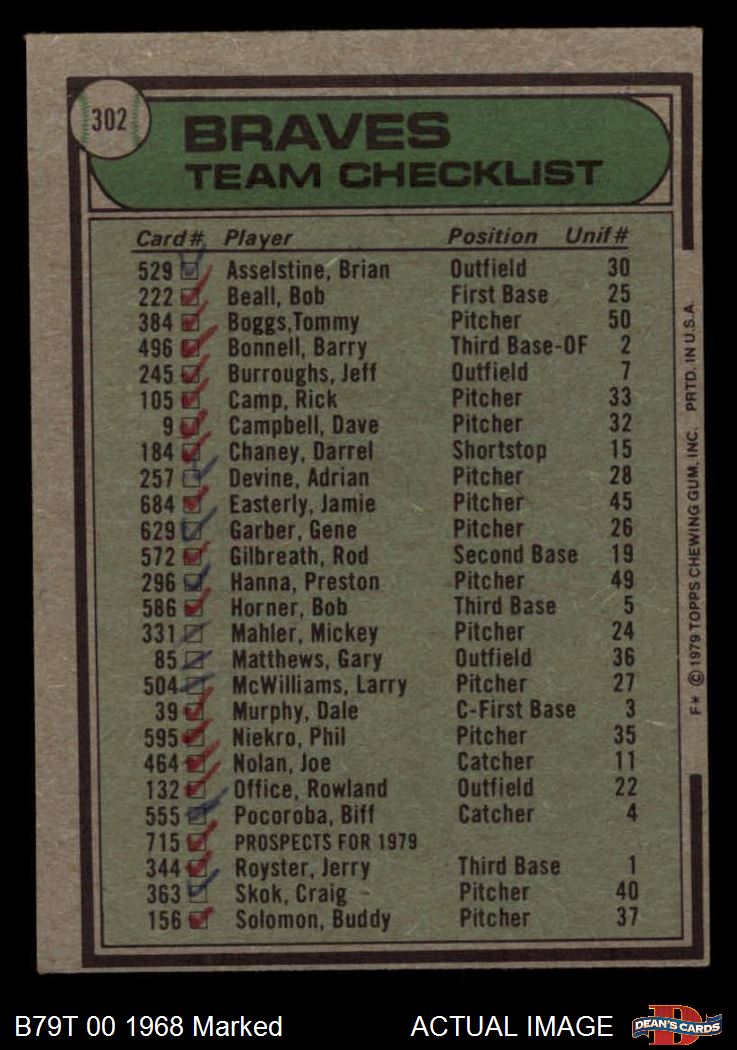 302
BRAVES
TEAM CHECKLIST
Card# Player Position Unif#
529 Asselstine, Brian Outfield 30
222 Beall, Bob First Base 25
384 Boggs,Tommy Pitcher 50
496 Bonnell, Barry Third Base-OF 2
245 Burroughs, Jeff Outfield 7
105 Camp, Rick Pitcher 33
9 Campbell, Dave Pitcher 32
184 Chaney, Darrel Shortstop 15
257 Devine, Adrian Pitcher 28
684 Easterly, Jamie Pitcher 45
629 Garber, Gene Pitcher 26
572 Gilbreath, Rod Second Base 19
296 Hanna, Preston Pitcher 49
586 Horner, Bob Third Base 5
331 Mahler, Mickey Pitcher 24
85 Matthews, Gary Outfield 36
504 McWilliams, Larry Pitcher 27
39 Murphy, Dale C-First Base 3
595 Niekro, Phil Pitcher 35
464 Nolan, Joe Catcher 11
132 Office, Rowland Outfield 22
555 Pocoroba, Biff Catcher 4
715 PROSPECTS FOR 1979
344 Royster, Jerry Third Base 1
363 Skok, Craig Pitcher 40
156 Solomon, Buddy Pitcher 37
F* © 1979 TOPPS CHEWING GUM, INC. PRTD. IN U.S.A.
B79T 00 1968 Marked ACTUAL IMAGE
DEAN'S CARDS